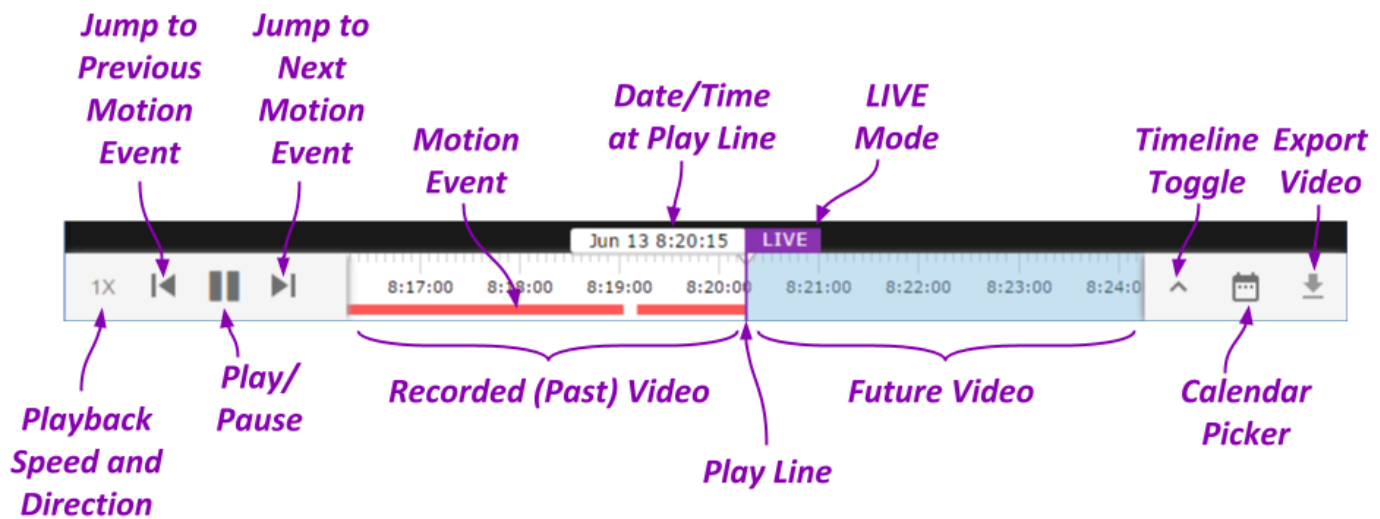 Jump to
Previous
Motion
Event
Jump to
Next
Motion
Event
Motion
Event
Date/Time
at Play Line
LIVE
Mode
Timeline
Toggle
Export
Video
Jun 13 8:20:15
LIVE
1X
8:17:00 8:18:00 8:19:00 8:20:00 8:21:00 8:22:00 8:23:00 8:24:0
Playback
Speed and
Direction
Play/
Pause
Recorded (Past) Video
Play Line
Future Video
Calendar
Picker